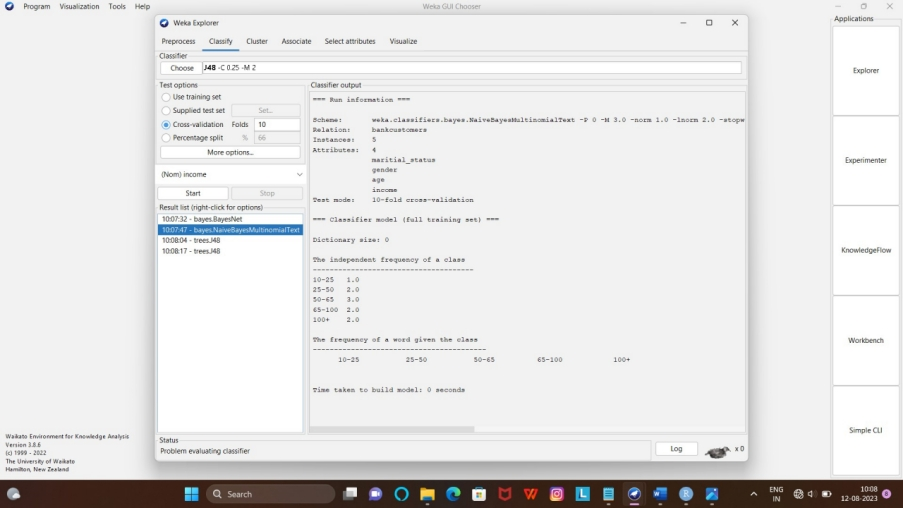 Program Visualization Tools Help
Weka GUI Chooser
Applications
Weka Explorer
Preprocess Classify Cluster Associate Select attributes Visualize
Classifier
Choose J48 -C 0.25 -M 2
Test options
Use training set
Supplied test set Set...
Cross-validation Folds 10
Percentage split % 66
More options...
(Nom) income
Start Stop
Result list (right-click for options)
10:07:32 - bayes.BayesNet
10:07:47 - bayes.NaiveBayesMultinomialText
10:08:04 - trees.J48
10:08:17 - trees.J48
Classifier output
=== Run information ===
Scheme: weka.classifiers.bayes.NaiveBayesMultinomialText -P 0 -M 3.0 -norm 1.0 -lnorm 2.0 -stopw
Relation: bankcustomers
Instances: 5
Attributes: 4
maritial_status
gender
age
income
Test mode: 10-fold cross-validation
=== Classifier model (full training set) ===
Dictionary size: 0
The independent frequency of a class
--------------------------------------
10-25 1.0
25-50 2.0
50-65 3.0
65-100 2.0
100+ 2.0
The frequency of a word given the class
-----------------------------------------
10-25 25-50 50-65 65-100 100+
Time taken to build model: 0 seconds
Status
Problem evaluating classifier
Log x 0
Explorer
Experimenter
KnowledgeFlow
Workbench
Simple CLI
Waikato Environment for Knowledge Analysis
Version 3.8.6
(c) 1999 - 2022
The University of Waikato
Hamilton, New Zealand
Search
ENG
IN
10:08
12-08-2023